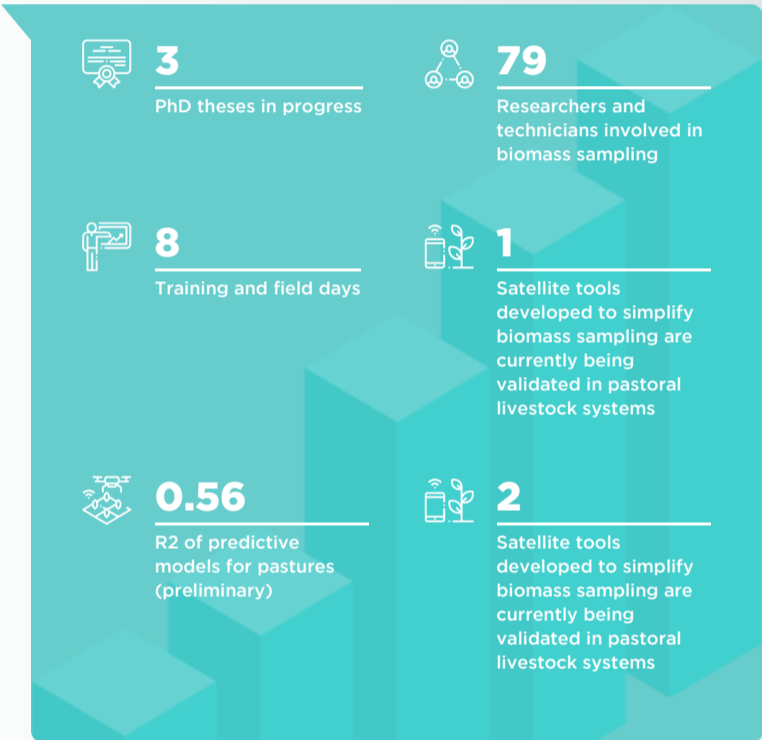 3
PhD theses in progress
79
Researchers and
technicians involved in
biomass sampling
8
Training and field days
1
Satellite tools
developed to simplify
biomass sampling are
currently being
validated in pastoral
livestock systems
0.56
R2 of predictive
models for pastures
(preliminary)
2
Satellite tools
developed to simplify
biomass sampling are
currently being
validated in pastoral
livestock systems